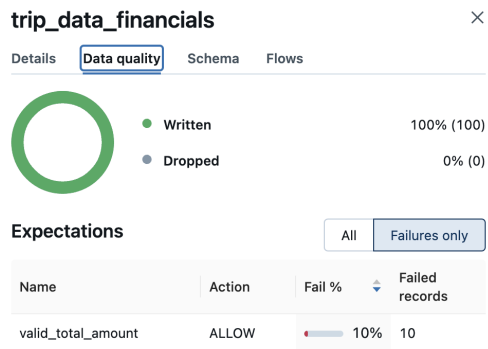 trip_data_financials
Details Data quality Schema Flows
Written 100% (100)
Dropped 0% (0)
Expectations All Failures only
Name Action Fail % Failed records
valid_total_amount ALLOW 10% 10